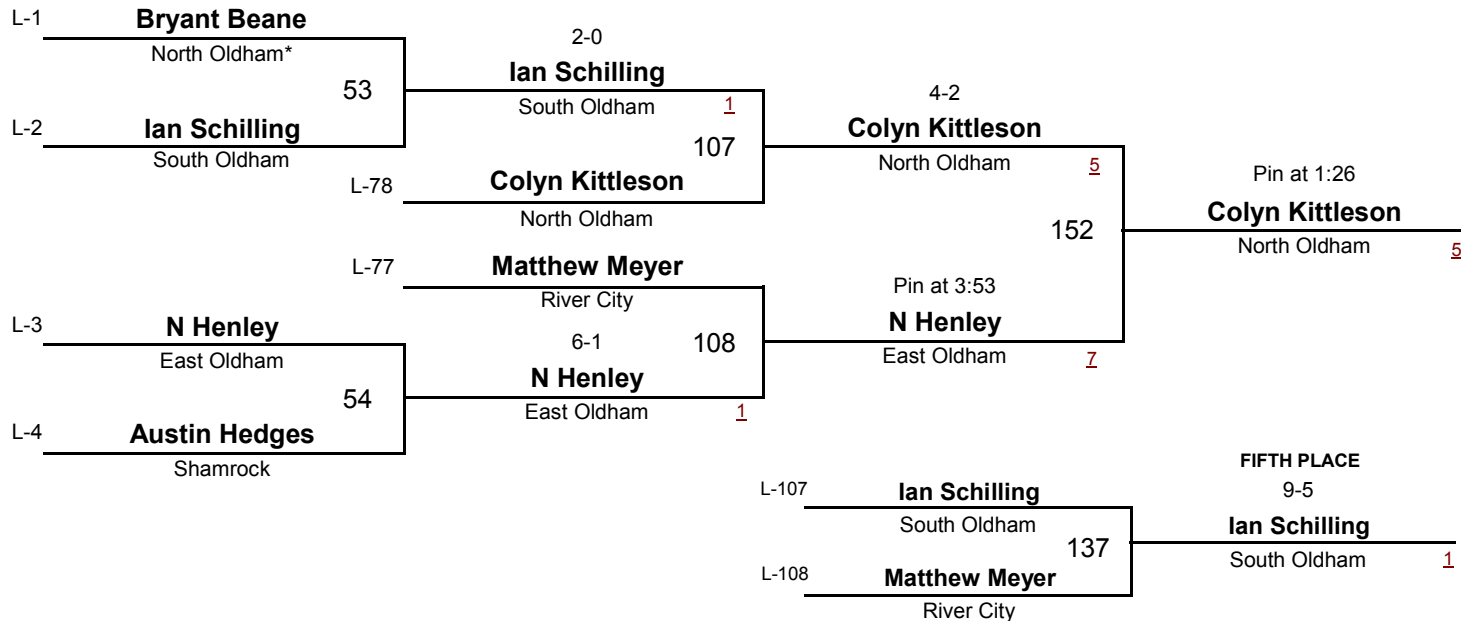 L-1
Bryant Beane
North Oldham*
53
L-2
Ian Schilling
South Oldham
2-0
Ian Schilling
South Oldham 1
107
L-78
Colyn Kittleson
North Oldham
4-2
Colyn Kittleson
North Oldham 5
152
Pin at 1:26
Colyn Kittleson
North Oldham 5
L-77
Matthew Meyer
River City
L-3
N Henley
East Oldham
54
L-4
Austin Hedges
Shamrock
6-1
N Henley
East Oldham 1
108
Pin at 3:53
N Henley
East Oldham 7
L-107
Ian Schilling
South Oldham
137
L-108
Matthew Meyer
River City
FIFTH PLACE
9-5
Ian Schilling
South Oldham 1